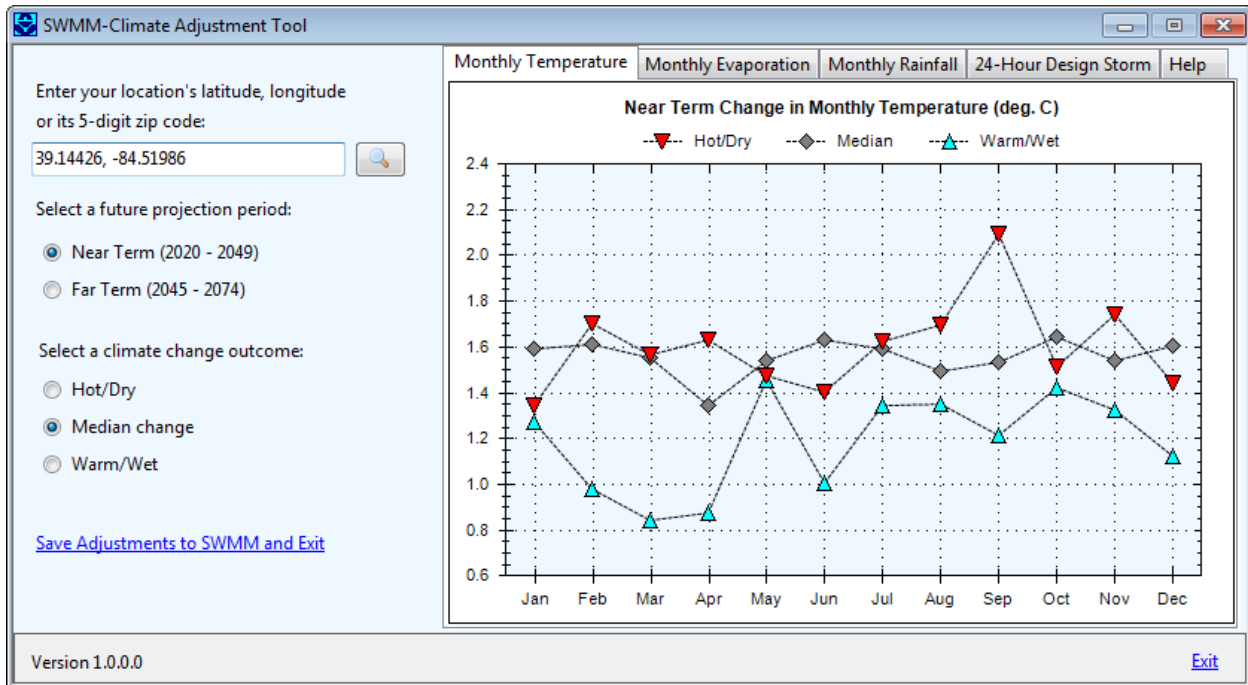 SWMM-Climate Adjustment Tool
Enter your location's latitude, longitude
or its 5-digit zip code:
39.14426, -84.51986
Select a future projection period:
Near Term (2020 - 2049)
Far Term (2045 - 2074)
Select a climate change outcome:
Hot/Dry
Median change
Warm/Wet
Save Adjustments to SWMM and Exit
Monthly Temperature Monthly Evaporation Monthly Rainfall 24-Hour Design Storm Help
Near Term Change in Monthly Temperature (deg. C)
Hot/Dry Median Warm/Wet
2.4
2.2
2.0
1.8
1.6
1.4
1.2
1.0
0.8
0.6
Jan Feb Mar Apr May Jun Jul Aug Sep Oct Nov Dec
Version 1.0.0.0
Exit